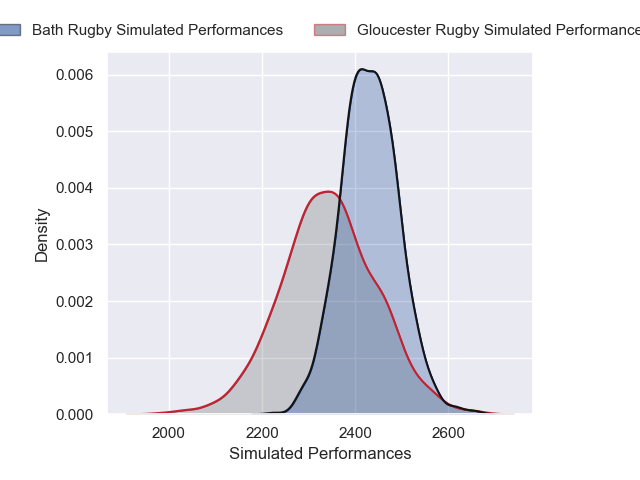 Bath Rugby Simulated Performances Gloucester Rugby Simulated Performance
0.006
0.005
0.004
0.003
0.002
0.001
0.000
Density
2000 2200 2400 2600
Simulated Performances